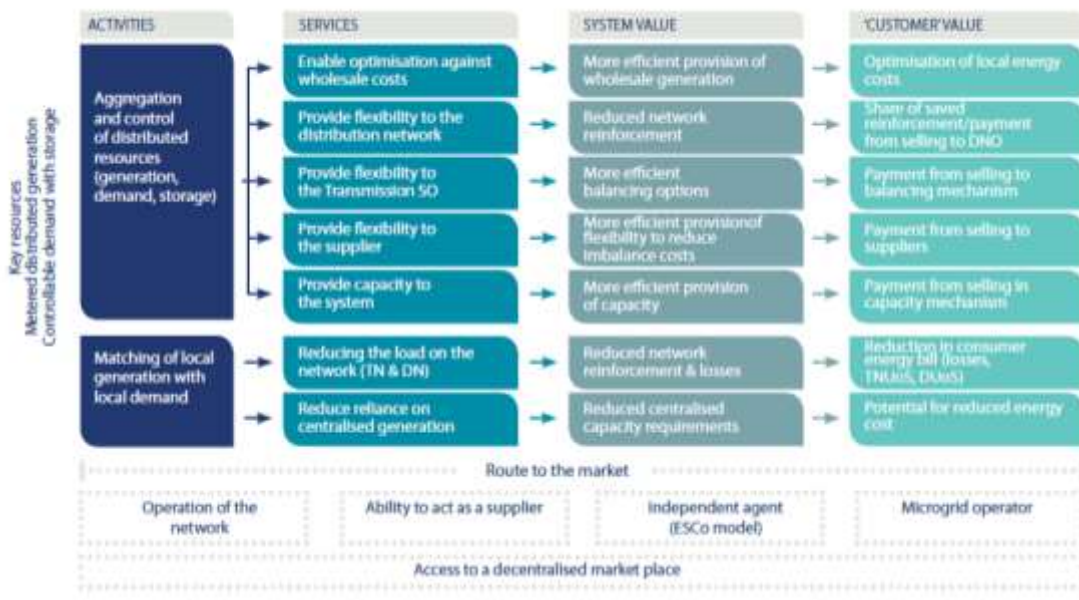 ACTIVITIES
SERVICES
SYSTEM VALUE
'CUSTOMER' VALUE
Key resources
Metered distributed generation
Controllable demand with storage
Aggregation
and control
of distributed
resources
(generation,
demand, storage)
Enable optimisation against
wholesale costs
More efficient provision of
wholesale generation
Optimisation of local energy
costs
Provide flexibility to the
distribution network
Reduced network
reinforcement
Share of saved
reinforcement/payment
from selling to DNO
Provide flexibility to
the Transmission SO
More efficient
balancing options
Payment from selling to
balancing mechanism
Provide flexibility to
the supplier
More efficient provisionof
flexibility to reduce
imbalance costs
Payment from selling to
suppliers
Provide capacity to
the system
More efficient provision
of capacity
Payment from selling in
capacity mechanism
Matching of local
generation with
local demand
Reducing the load on the
network (TN & DN)
Reduced network
reinforcement & losses
Reduction in consumer
energy bill (losses,
TNUoS, DUoS)
Reduce reliance on
centralised generation
Reduced centralised
capacity requirements
Potential for reduced energy
cost
Route to the market
Operation of the
network
Ability to act as a supplier
Independent agent
(ESCo model)
Microgrid operator
Access to a decentralised market place